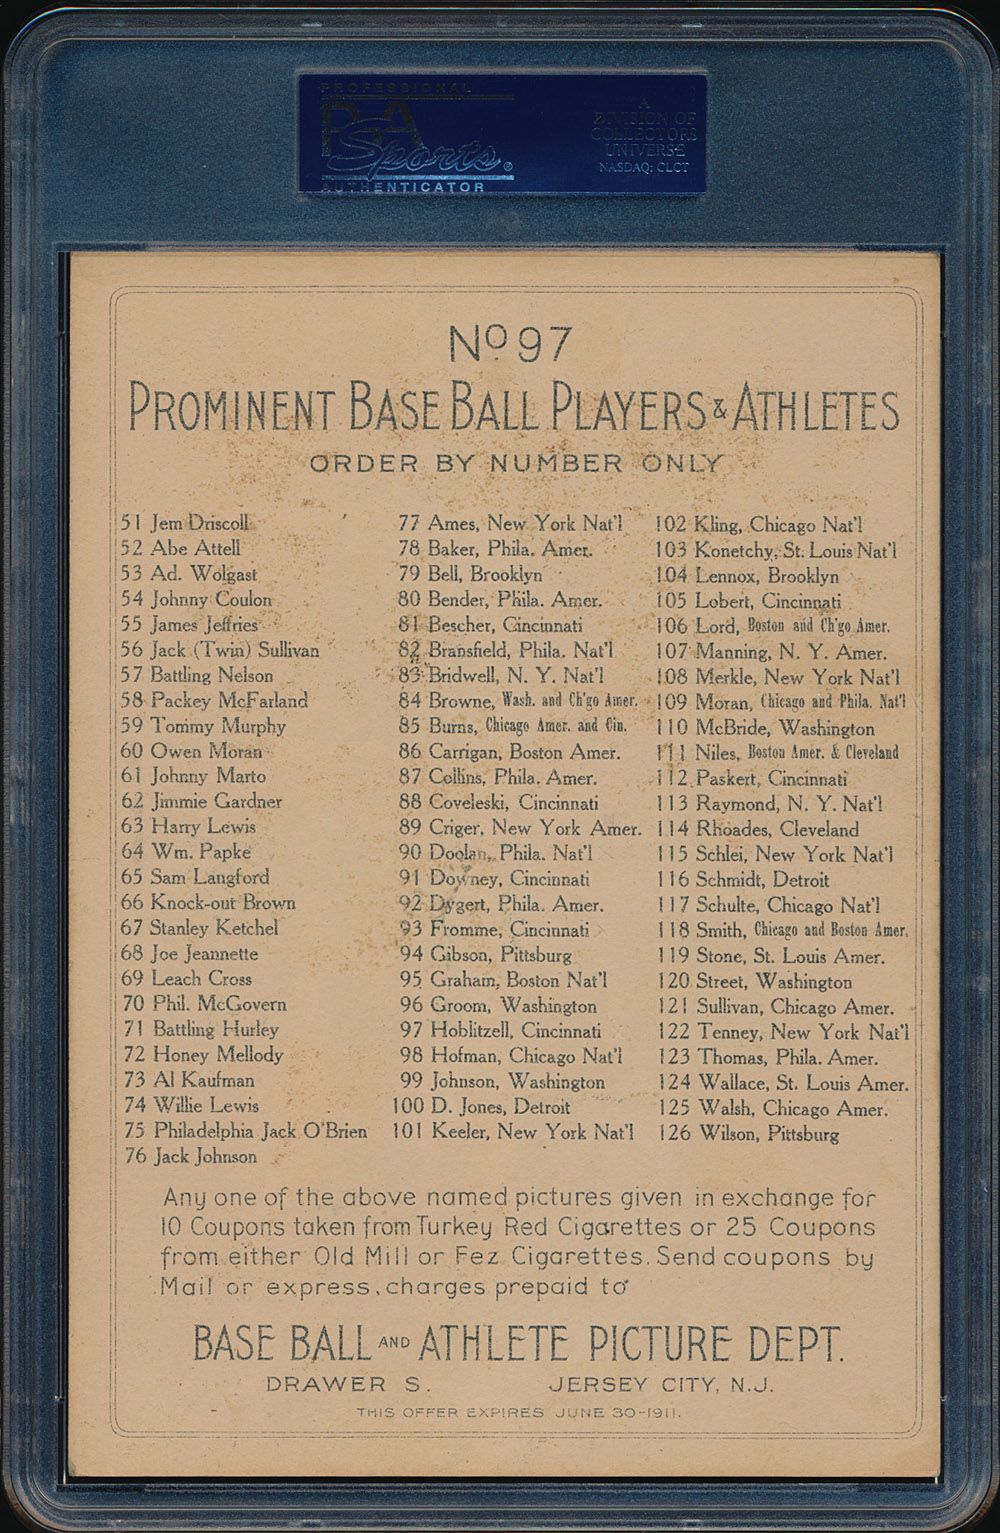 PROFESSIONAL
PSA
Sports ®
AUTHENTICATOR
A
DIVISION OF
COLLECTORS
UNIVERSE
NASDAQ: CLCT
No. 97
PROMINENT BASE BALL PLAYERS & ATHLETES
ORDER BY NUMBER ONLY
51 Jem Driscoll
52 Abe Attell
53 Ad. Wolgast
54 Johnny Coulon
55 James Jeffries
56 Jack (Twin) Sullivan
57 Battling Nelson
58 Packey McFarland
59 Tommy Murphy
60 Owen Moran
61 Johnny Marto
62 Jimmie Gardner
63 Harry Lewis
64 Wm. Papke
65 Sam Langford
66 Knock-out Brown
67 Stanley Ketchel
68 Joe Jeannette
69 Leach Cross
70 Phil. McGovern
71 Battling Hurley
72 Honey Mellody
73 Al Kaufman
74 Willie Lewis
75 Philadelphia Jack O'Brien
76 Jack Johnson
77 Ames, New York Nat'l
78 Baker, Phila. Amer.
79 Bell, Brooklyn
80 Bender, Phila. Amer.
81 Bescher, Cincinnati
82 Bransfield, Phila. Nat'l
83 Bridwell, N. Y. Nat'l
84 Browne, Wash. and Ch'go Amer.
85 Burns, Chicago Amer. and Cin.
86 Carrigan, Boston Amer.
87 Collins, Phila. Amer.
88 Coveleski, Cincinnati
89 Criger, New York Amer.
90 Doolan, Phila. Nat'l
91 Downey, Cincinnati
92 Dygert, Phila. Amer.
93 Fromme, Cincinnati
94 Gibson, Pittsburg
95 Graham, Boston Nat'l
96 Groom, Washington
97 Hoblitzell, Cincinnati
98 Hofman, Chicago Nat'l
99 Johnson, Washington
100 D. Jones, Detroit
101 Keeler, New York Nat'l
102 Kling, Chicago Nat'l
103 Konetchy, St. Louis Nat'l
104 Lennox, Brooklyn
105 Lobert, Cincinnati
106 Lord, Boston and Ch'go Amer.
107 Manning, N. Y. Amer.
108 Merkle, New York Nat'l
109 Moran, Chicago and Phila. Nat'l
110 McBride, Washington
111 Niles, Boston Amer. & Cleveland
112 Paskert, Cincinnati
113 Raymond, N. Y. Nat'l
114 Rhoades, Cleveland
115 Schlei, New York Nat'l
116 Schmidt, Detroit
117 Schulte, Chicago Nat'l
118 Smith, Chicago and Boston Amer.
119 Stone, St. Louis Amer.
120 Street, Washington
121 Sullivan, Chicago Amer.
122 Tenney, New York Nat'l
123 Thomas, Phila. Amer.
124 Wallace, St. Louis Amer.
125 Walsh, Chicago Amer.
126 Wilson, Pittsburg
Any one of the above named pictures given in exchange for
10 Coupons taken from Turkey Red Cigarettes or 25 Coupons
from either Old Mill or Fez Cigarettes. Send coupons by
Mail or express, charges prepaid to
BASE BALL AND ATHLETE PICTURE DEPT.
DRAWER S. JERSEY CITY, N.J.
THIS OFFER EXPIRES JUNE 30-1911.